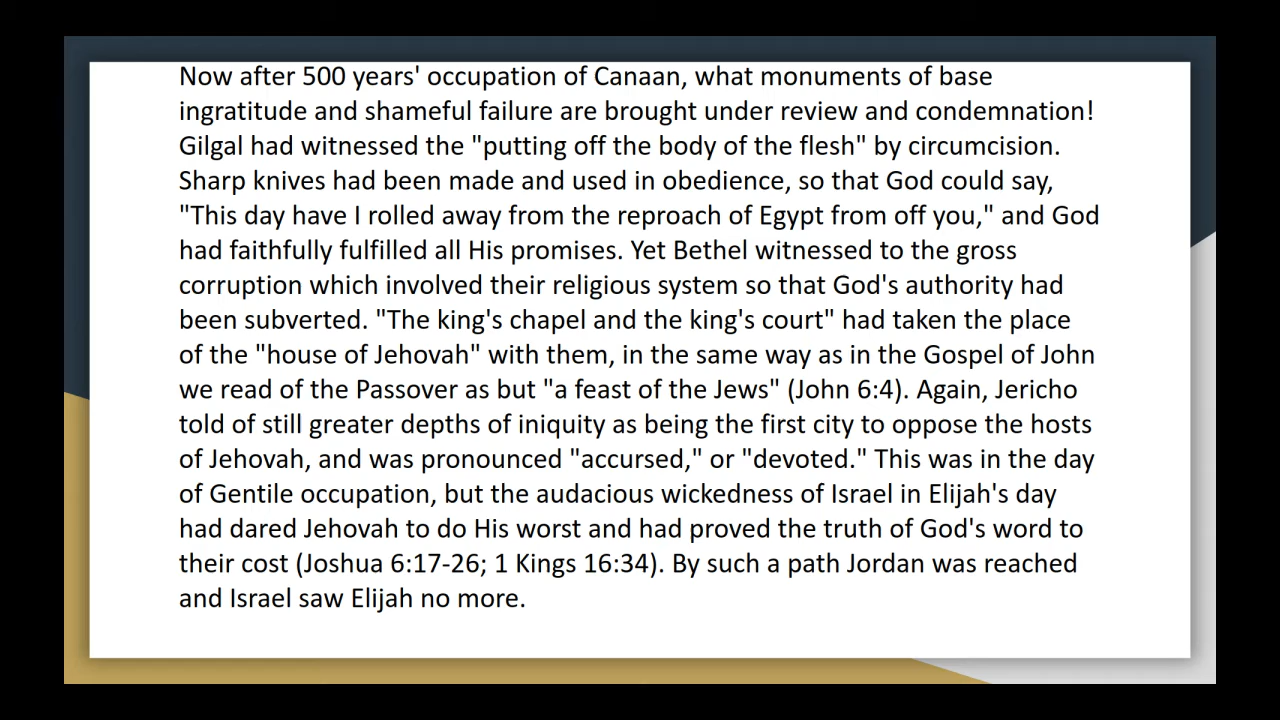 Now after 500 years' occupation of Canaan, what monuments of base
ingratitude and shameful failure are brought under review and condemnation!
Gilgal had witnessed the "putting off the body of the flesh" by circumcision.
Sharp knives had been made and used in obedience, so that God could say,
"This day have I rolled away from the reproach of Egypt from off you," and God
had faithfully fulfilled all His promises. Yet Bethel witnessed to the gross
corruption which involved their religious system so that God's authority had
been subverted. "The king's chapel and the king's court" had taken the place
of the "house of Jehovah" with them, in the same way as in the Gospel of John
we read of the Passover as but "a feast of the Jews" (John 6:4). Again, Jericho
told of still greater depths of iniquity as being the first city to oppose the hosts
of Jehovah, and was pronounced "accursed," or "devoted." This was in the day
of Gentile occupation, but the audacious wickedness of Israel in Elijah's day
had dared Jehovah to do His worst and had proved the truth of God's word to
their cost (Joshua 6:17-26; 1 Kings 16:34). By such a path Jordan was reached
and Israel saw Elijah no more.